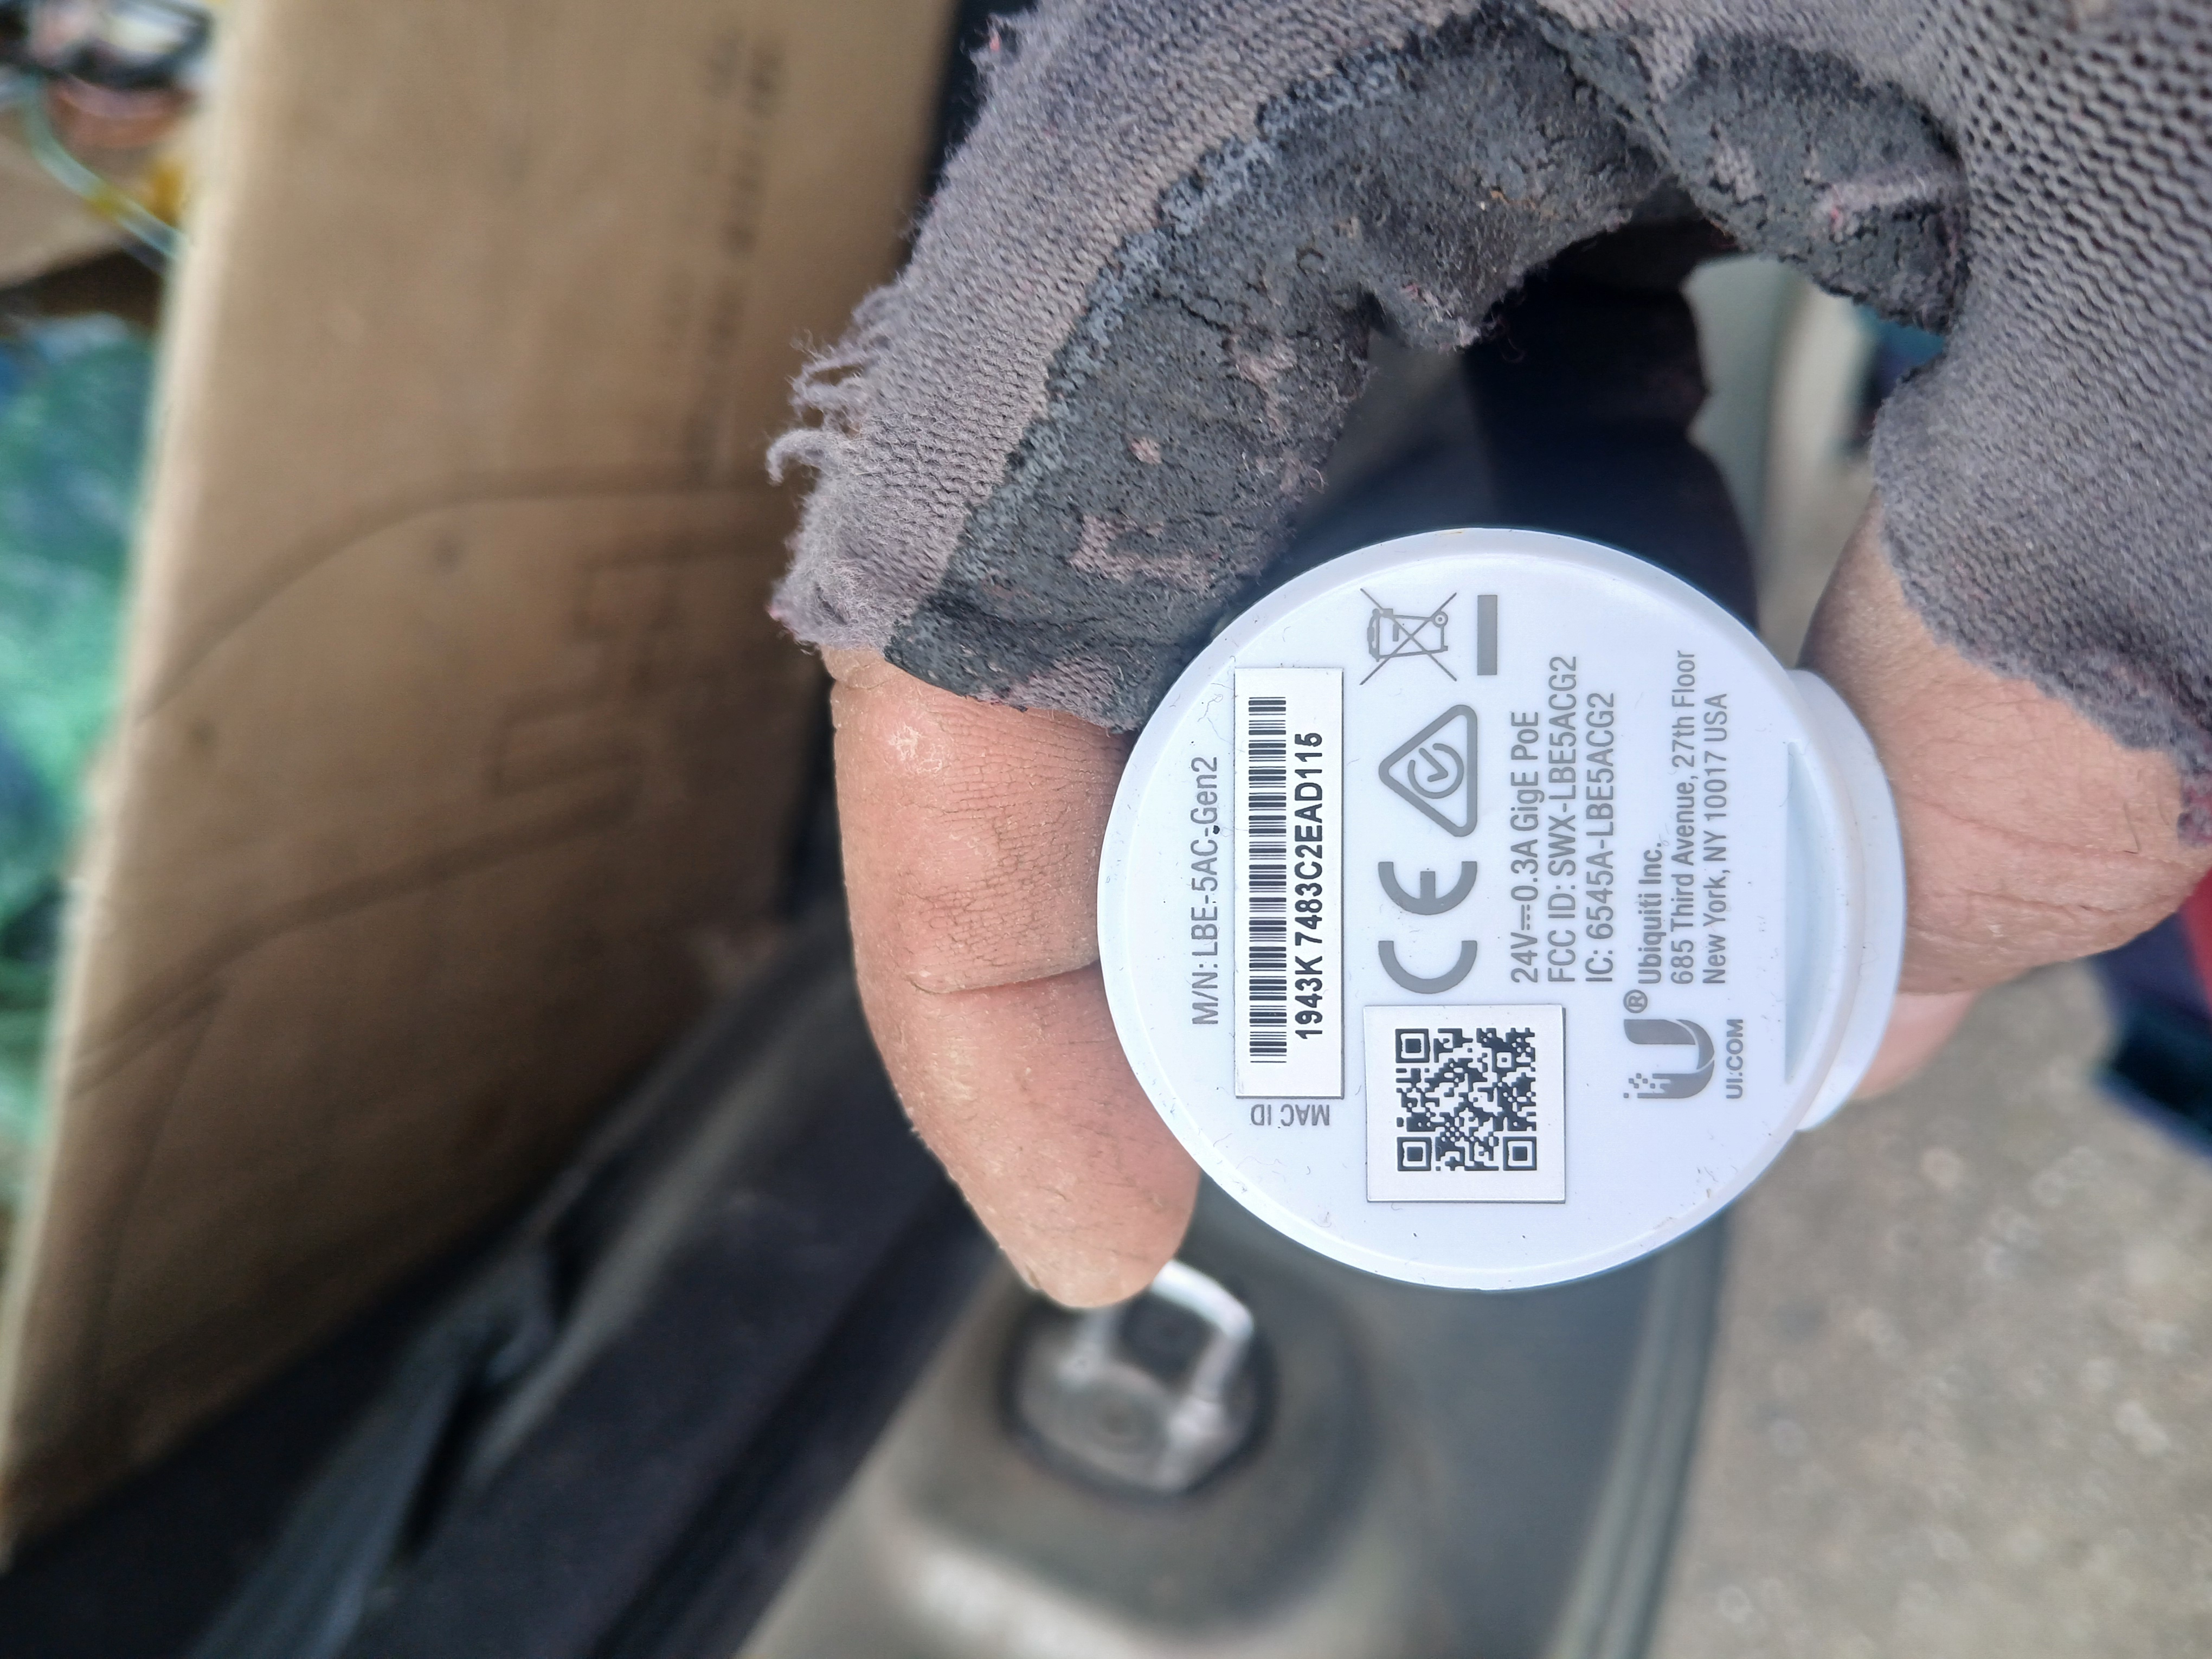 M/N: LBE-5AC-Gen2
MAC ID
1943K 7483C2EAD115
CE
24V⎓0.3A GigE PoE
FCC ID: SWX-LBE5ACG2
IC: 6545A-LBE5ACG2
U®
UI.COM
Ubiquiti Inc.
685 Third Avenue, 27th Floor
New York, NY 10017 USA